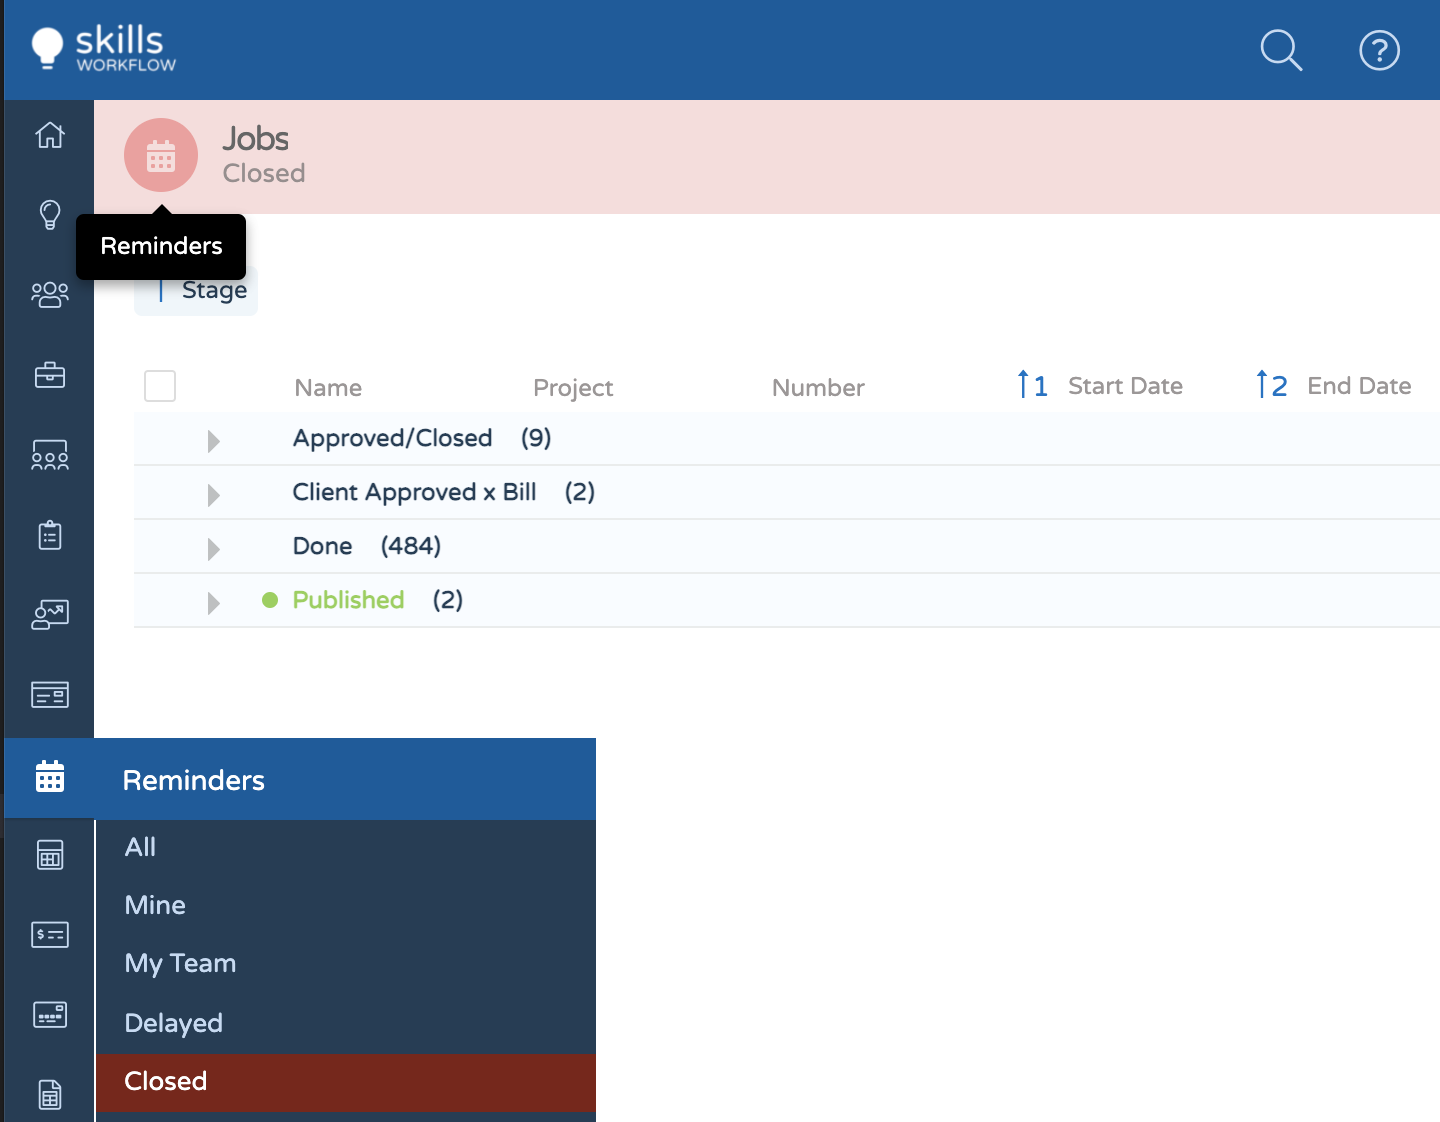 skills
WORKFLOW
?
Jobs
Closed
Reminders
Stage
Name Project Number 1 Start Date 2 End Date
Approved/Closed (9)
Client Approved x Bill (2)
Done (484)
Published (2)
Reminders
All
Mine
$
My Team
Delayed
Closed